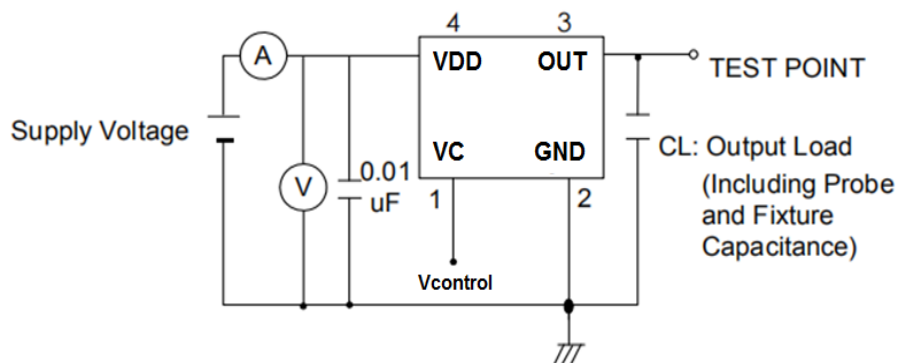 4 3
A
VDD OUT
TEST POINT
Supply Voltage
VC GND
CL: Output Load
V
0.01
uF
1 2
(Including Probe
and Fixture
Capacitance)
Vcontrol